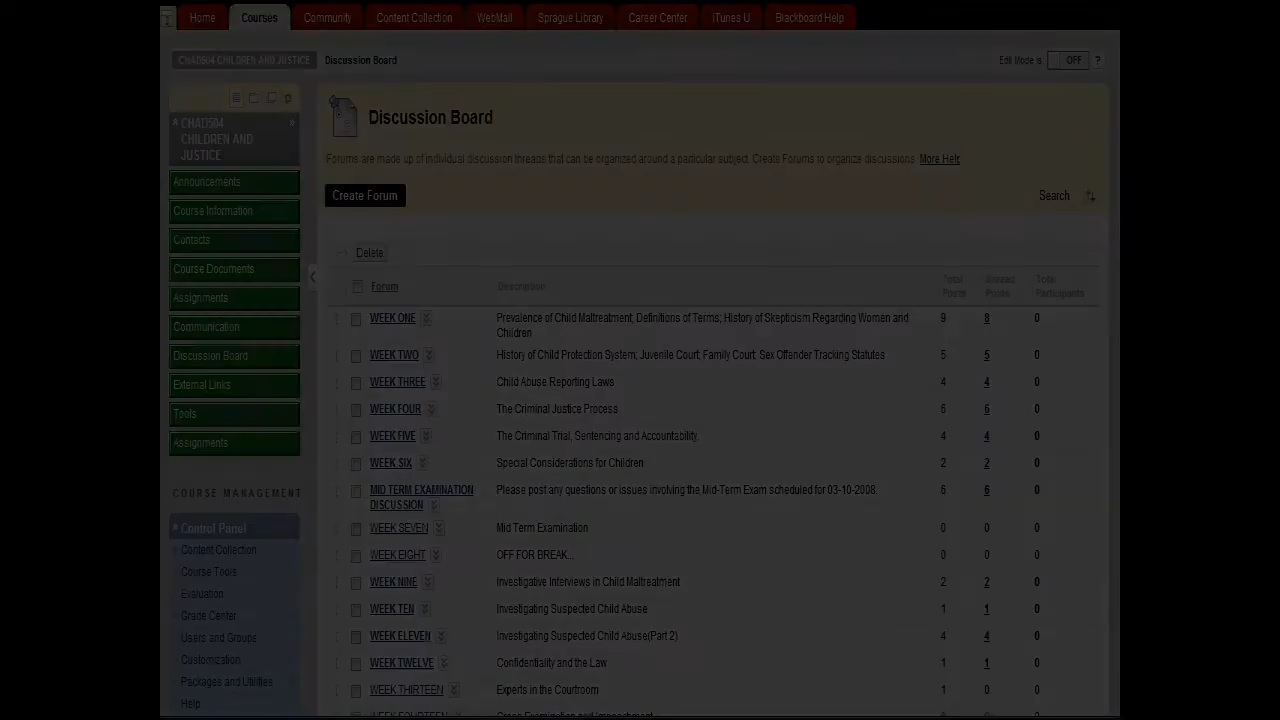 Home Courses Community Content Collection WebMail Sprague Library Career Center iTunes U Blackboard Help
CHAD504 CHILDREN AND JUSTICE Discussion Board Edit Mode is: OFF ?
CHAD504
CHILDREN AND
JUSTICE
Announcements
Course Information
Contacts
Course Documents
Assignments
Communication
Discussion Board
External Links
Tools
Assignments
COURSE MANAGEMENT
Control Panel
Content Collection
Course Tools
Evaluation
Grade Center
Users and Groups
Customization
Packages and Utilities
Help
Discussion Board
Forums are made up of individual discussion threads that can be organized around a particular subject. Create Forums to organize discussions. More Help
Create Forum Search
Delete
Forum Description Total Posts Unread Posts Total Participants
WEEK ONE Prevalence of Child Maltreatment; Definitions of Terms; History of Skepticism Regarding Women and 9 8 0
Children
WEEK TWO History of Child Protection System; Juvenile Court; Family Court; Sex Offender Tracking Statutes 5 5 0
WEEK THREE Child Abuse Reporting Laws 4 4 0
WEEK FOUR The Criminal Justice Process 6 6 0
WEEK FIVE The Criminal Trial, Sentencing and Accountability. 4 4 0
WEEK SIX Special Considerations for Children 2 2 0
MID TERM EXAMINATION Please post any questions or issues involving the Mid-Term Exam scheduled for 03-10-2008. 6 6 0
DISCUSSION
WEEK SEVEN Mid Term Examination 0 0 0
WEEK EIGHT OFF FOR BREAK... 0 0 0
WEEK NINE Investigative Interviews in Child Maltreatment 2 2 0
WEEK TEN Investigating Suspected Child Abuse 1 1 0
WEEK ELEVEN Investigating Suspected Child Abuse(Part 2) 4 4 0
WEEK TWELVE Confidentiality and the Law 1 1 0
WEEK THIRTEEN Experts in the Courtroom 1 0 0
WEEK FOURTEEN Cross Examination and Impeachment